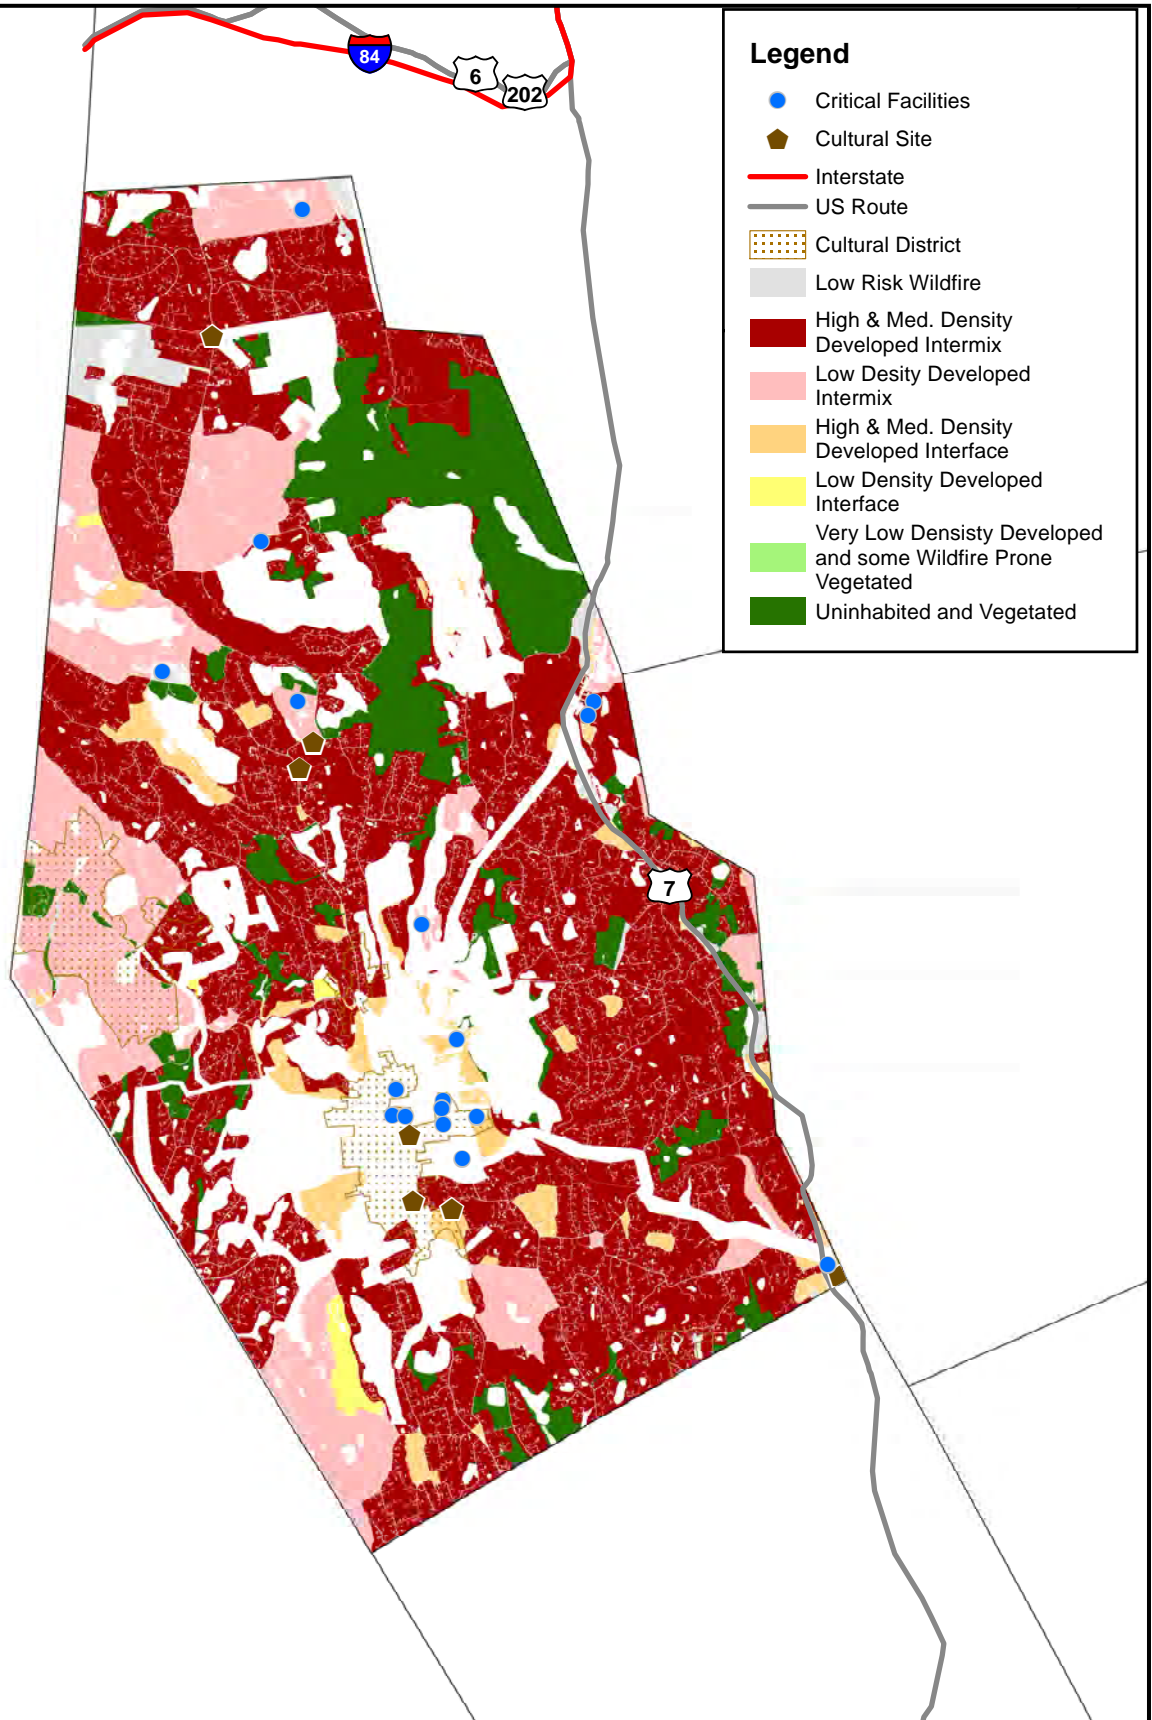 84
6
202
Legend
Critical Facilities
Cultural Site
Interstate
US Route
Cultural District
Low Risk Wildfire
High & Med. Density
Developed Intermix
Low Desity Developed
Intermix
High & Med. Density
Developed Interface
Low Density Developed
Interface
Very Low Densisty Developed
and some Wildfire Prone
Vegetated
Uninhabited and Vegetated
7